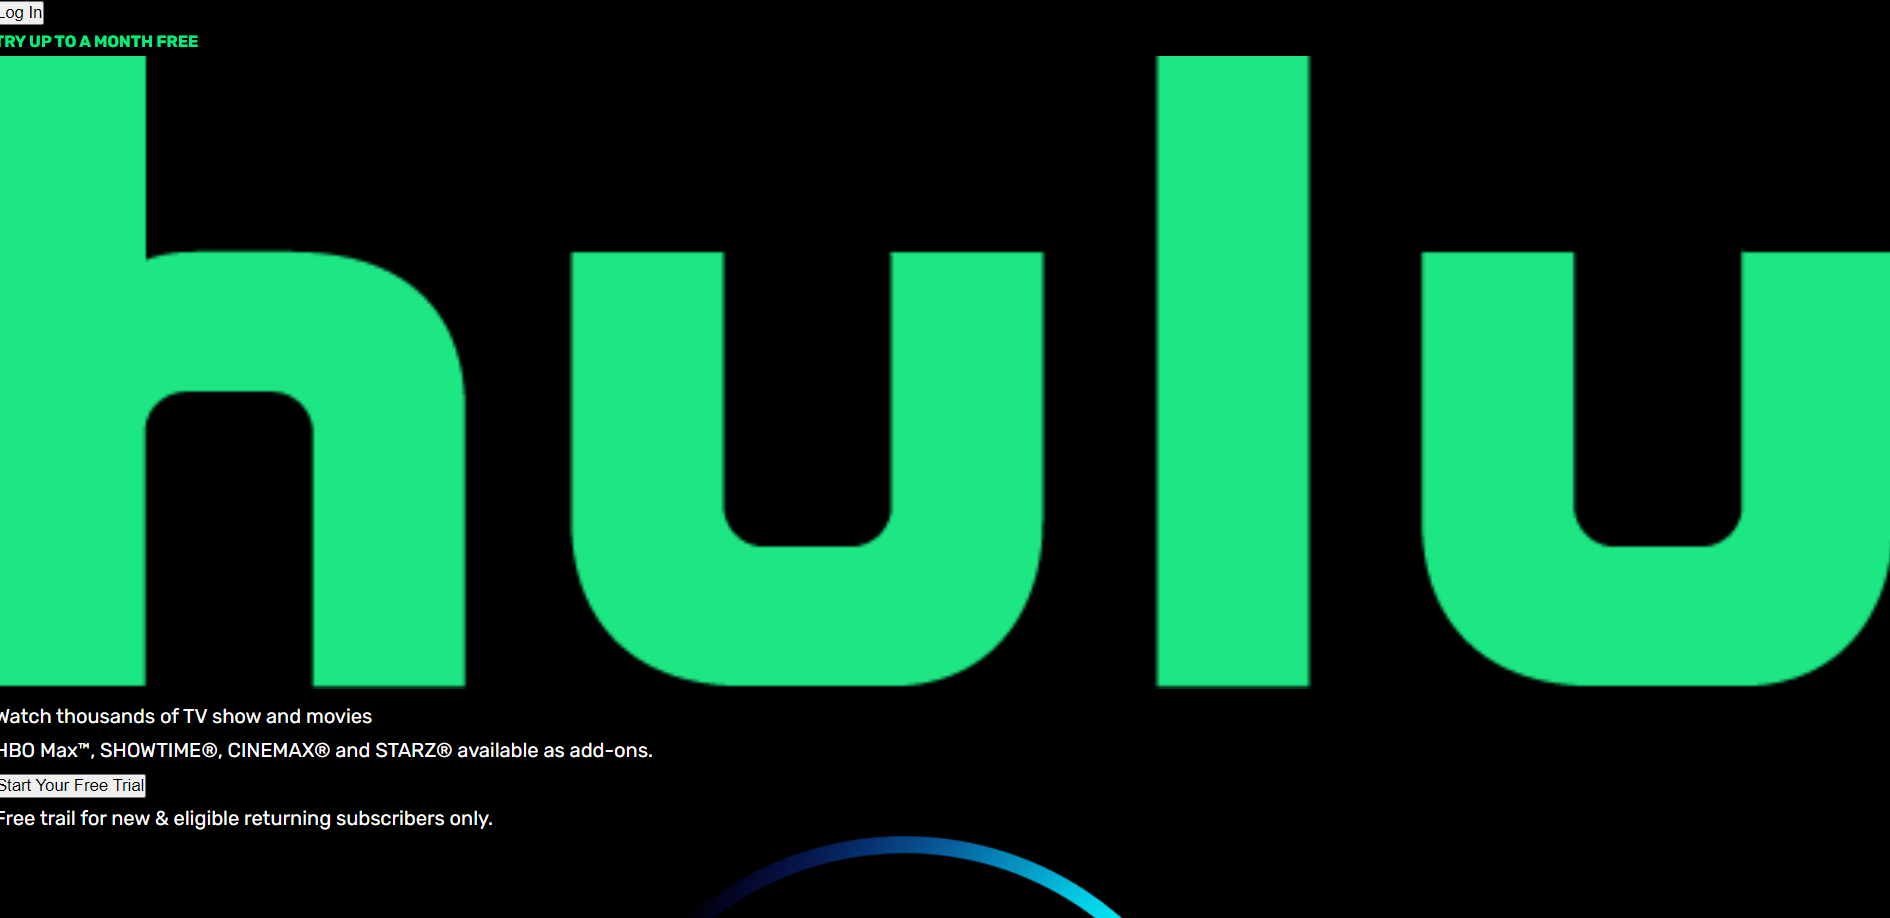 Log In
TRY UP TO A MONTH FREE
hulu
Watch thousands of TV show and movies
HBO Max™, SHOWTIME®, CINEMAX® and STARZ® available as add-ons.
Start Your Free Trial
Free trail for new & eligible returning subscribers only.